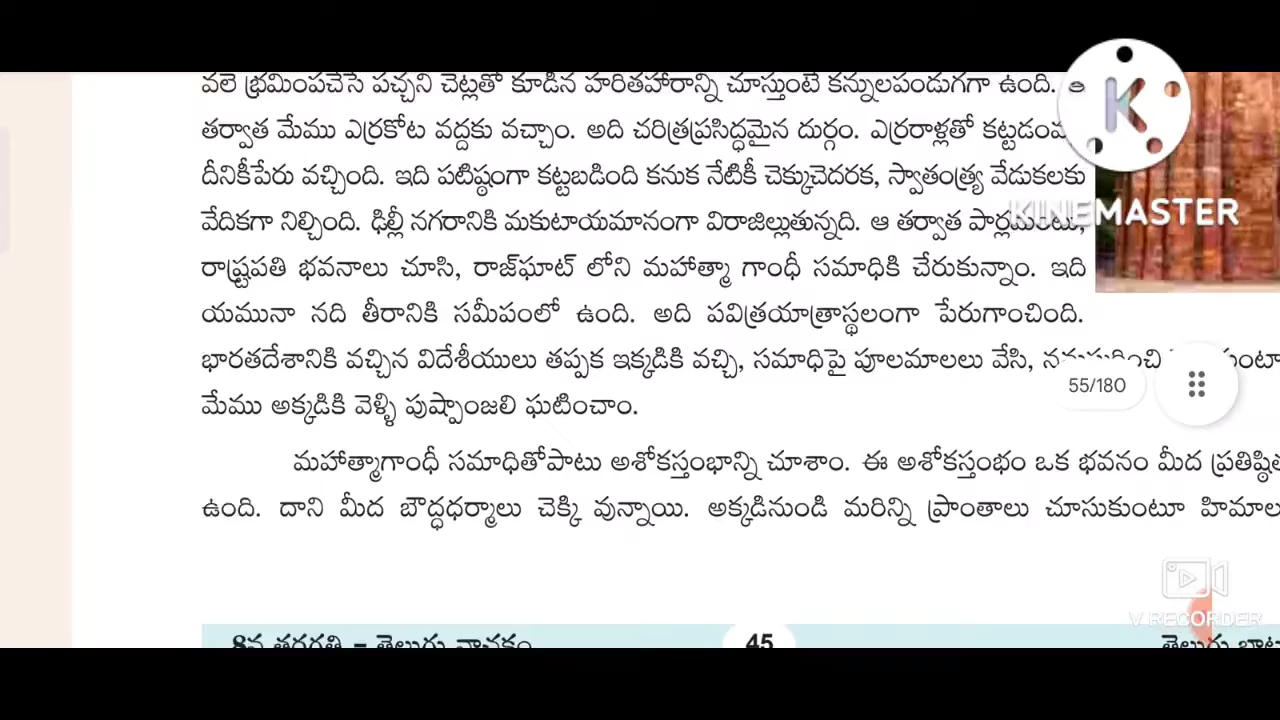 వలె భ్రమింపచేసే పచ్చని చెట్లతో కూడిన హరితహారాన్ని చూస్తుంటే కన్నులపండుగగా ఉంది. ఆ
తర్వాత మేము ఎర్రకోట వద్దకు వచ్చాం. అది చరిత్రప్రసిద్ధమైన దుర్గం. ఎర్రరాళ్లతో
దీనికీపేరు వచ్చింది. ఇది పటిష్ఠంగా కట్టబడింది కనుక నేటికీ చెక్కుచెదరక, స్వాతంత్ర్య వేడుకలకు
వేదికగా నిల్చింది. ఢిల్లీ నగరానికి మకుటాయమానంగా విరాజిల్లుతున్నది. ఆ తర్వాత
రాష్ట్రపతి భవనాలు చూసి, రాజ్‌ఘాట్ లోని మహాత్మా గాంధీ సమాధికి చేరుకున్నాం. ఇది
యమునా నది తీరానికి సమీపంలో ఉంది. అది పవిత్రయాత్రాస్థలంగా పేరుగాంచింది.
భారతదేశానికి వచ్చిన విదేశీయులు తప్పక ఇక్కడికి వచ్చి, సమాధిపై పూలమాలలు వేసి,
మేము అక్కడికి వెళ్ళి పుష్పాంజలి ఘటించాం.
మహాత్మాగాంధీ సమాధితోపాటు అశోకస్తంభాన్ని చూశాం. ఈ అశోకస్తంభం ఒక భవనం మీద
ఉంది. దాని మీద బౌద్ధధర్మాలు చెక్కి వున్నాయి. అక్కడినుండి మరిన్ని ప్రాంతాలు చూసుకుంటూ
8వ తరగతి - తెలుగు వాచకం
45
తెలుగు
K
KINEMASTER
55/180
V RECORDER